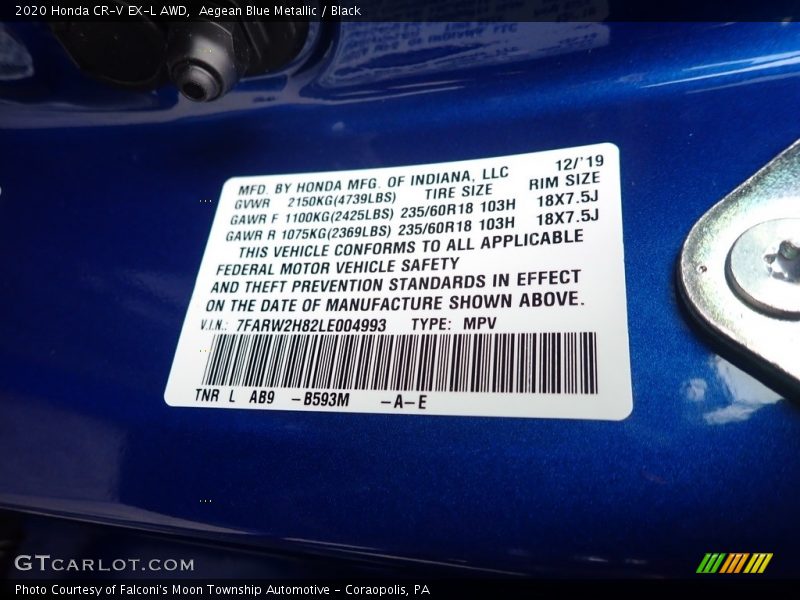 2020 Honda CR-V EX-L AWD, Aegean Blue Metallic / Black
12/'19
MFD. BY HONDA MFG. OF INDIANA, LLC
GVWR 2150KG(4739LBS) TIRE SIZE RIM SIZE
GAWR F 1100KG(2425LBS) 235/60R18 103H 18X7.5J
GAWR R 1075KG(2369LBS) 235/60R18 103H 18X7.5J
THIS VEHICLE CONFORMS TO ALL APPLICABLE
FEDERAL MOTOR VEHICLE SAFETY
AND THEFT PREVENTION STANDARDS IN EFFECT
ON THE DATE OF MANUFACTURE SHOWN ABOVE.
V.I.N.: 7FARW2H82LE004993 TYPE: MPV
TNR L AB9 -B593M -A-E
GTCARLOT.COM
Photo Courtesy of Falconi's Moon Township Automotive - Coraopolis, PA